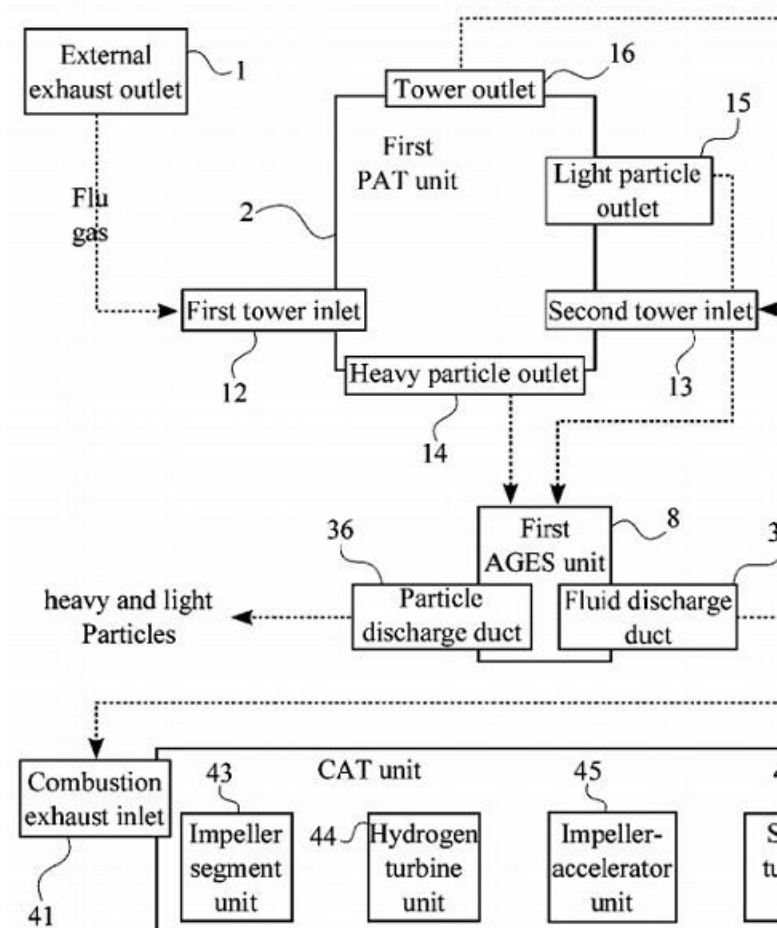 External
exhaust outlet
1
16
Tower outlet
15
First
PAT unit
Light particle
outlet
Flu
gas
2
First tower inlet
Second tower inlet
12
13
Heavy particle outlet
14
First
AGES unit
8
36
3
heavy and light
Particles
Particle
discharge duct
Fluid discharge
duct
CAT unit
Combustion
exhaust inlet
41
43
Impeller
segment
unit
44
Hydrogen
turbine
unit
45
Impeller-
accelerator
unit
4
S
tu